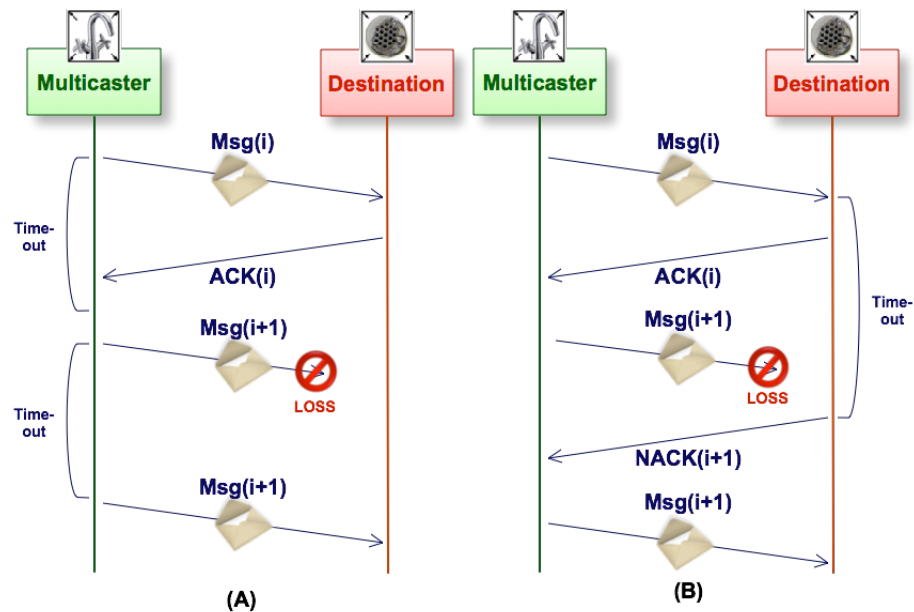 Multicaster
Destination
Msg(i)
Time-
out
ACK(i)
Msg(i+1)
LOSS
Time-
out
Msg(i+1)
(A)
Multicaster
Destination
Msg(i)
ACK(i)
Time-
out
Msg(i+1)
LOSS
NACK(i+1)
Msg(i+1)
(B)